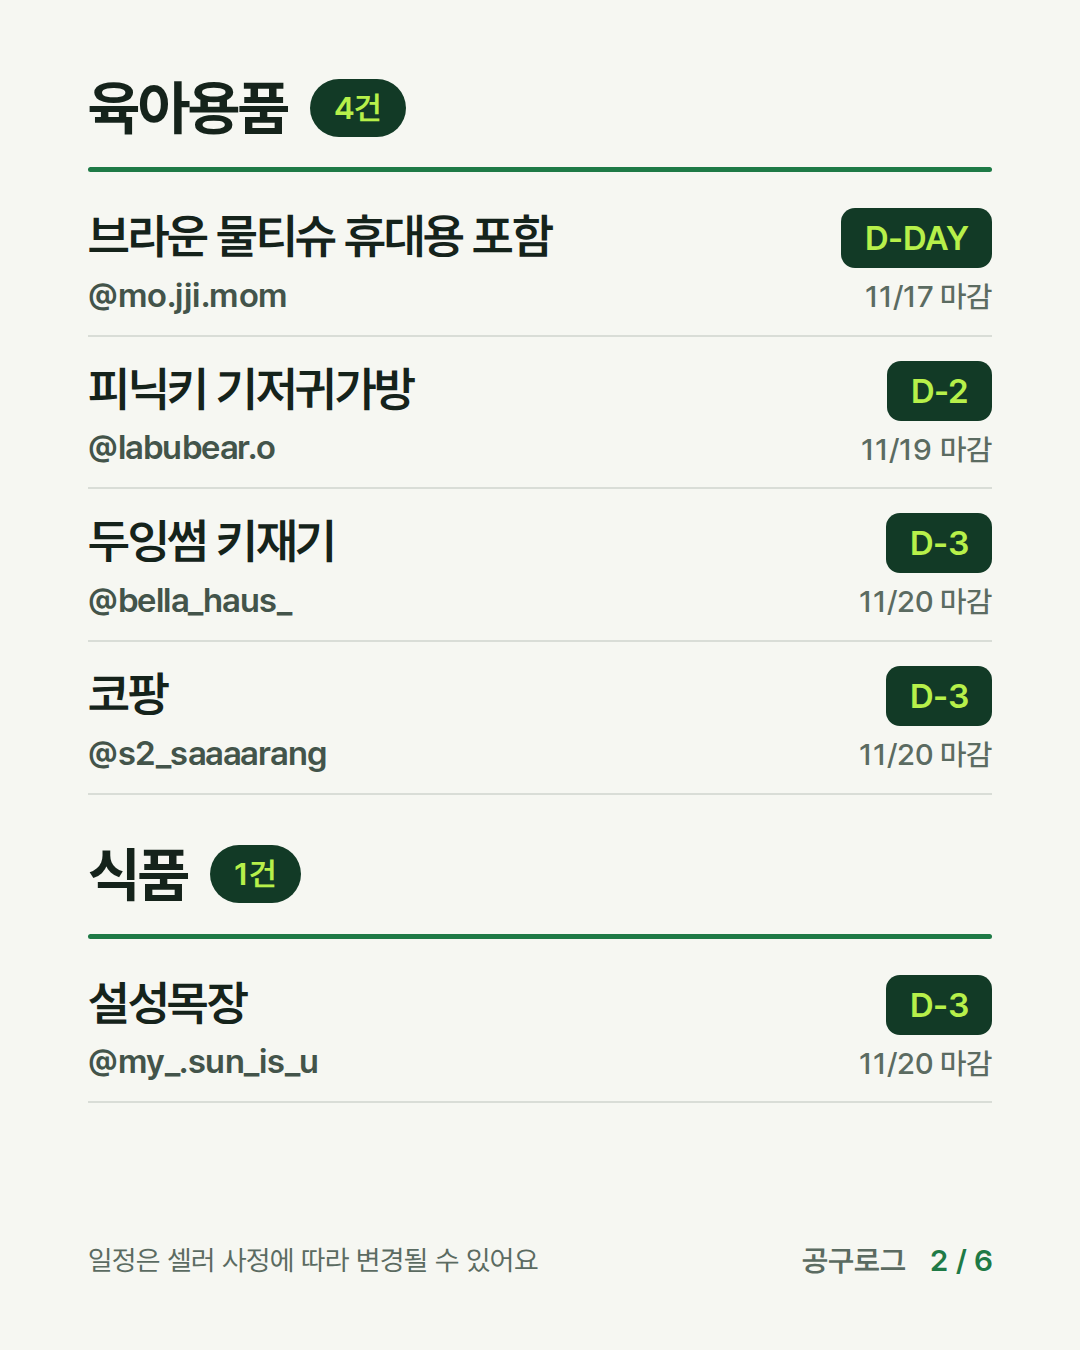 육아용품 4건
브라운 물티슈 휴대용 포함 D-DAY
@mo.jji.mom 11/17 마감
피닉키 기저귀가방 D-2
@labubear.o 11/19 마감
두잉썸 키재기 D-3
@bella_haus_ 11/20 마감
코팡 D-3
@s2_saaaarang 11/20 마감
식품 1건
설성목장 D-3
@my_.sun_is_u 11/20 마감
일정은 셀러 사정에 따라 변경될 수 있어요 공구로그 2 / 6